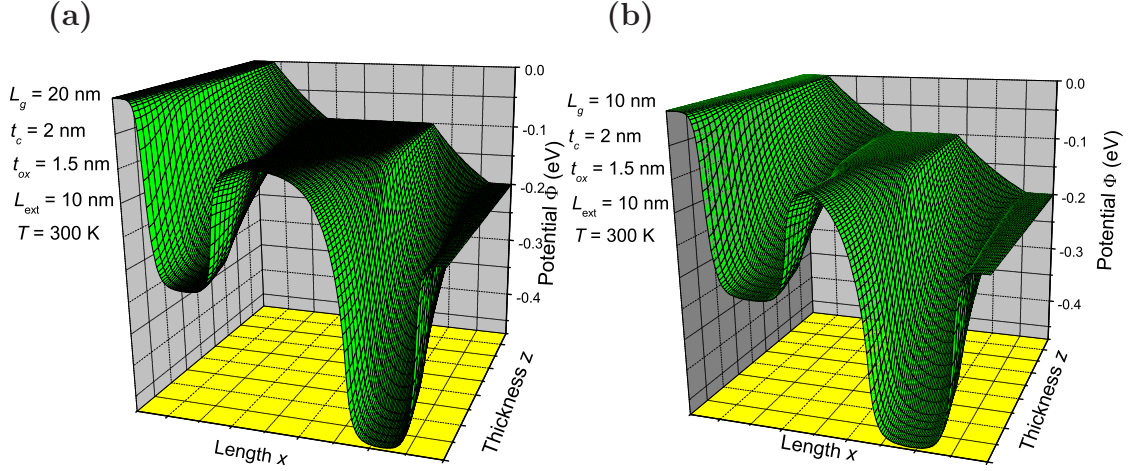 (a)
L_g = 20 nm
t_c = 2 nm
t_ox = 1.5 nm
L_ext = 10 nm
T = 300 K
0.0
-0.1
-0.2
-0.3
-0.4
Potential Φ (eV)
Thickness z
Length x
(b)
L_g = 10 nm
t_c = 2 nm
t_ox = 1.5 nm
L_ext = 10 nm
T = 300 K
0.0
-0.1
-0.2
-0.3
-0.4
Potential Φ (eV)
Thickness z
Length x